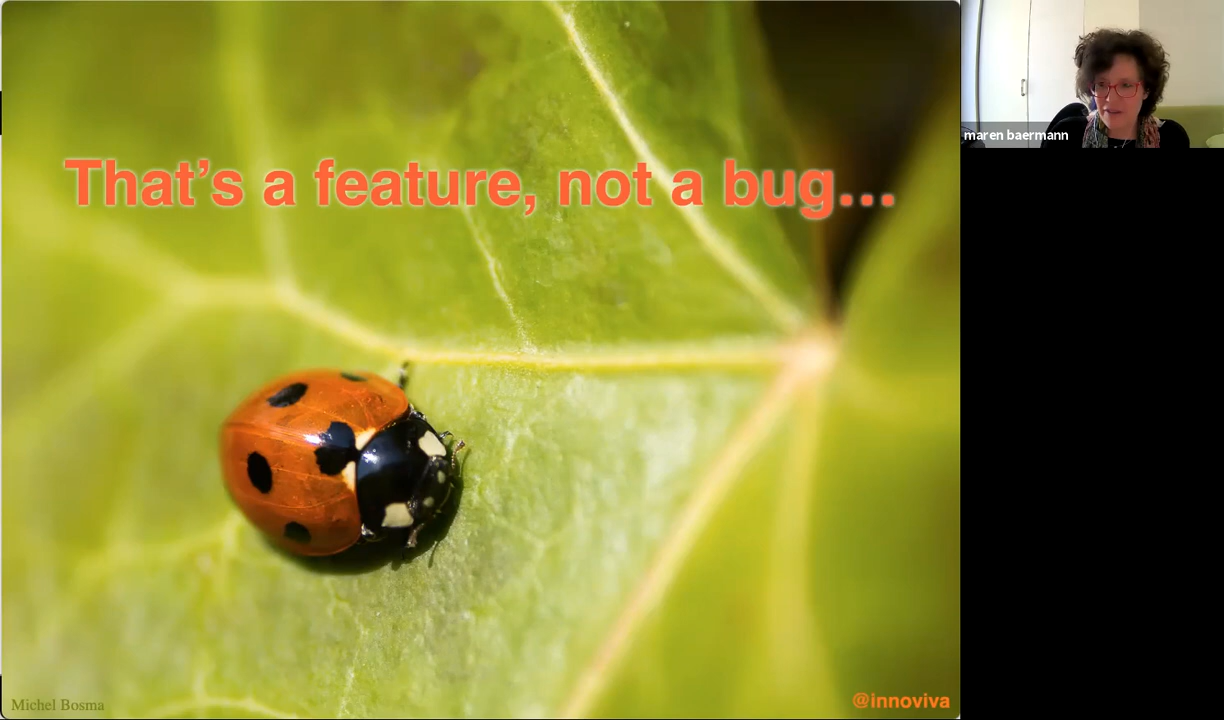 That’s a feature, not a bug...
maren baermann
Michel Bosma
@innoviva